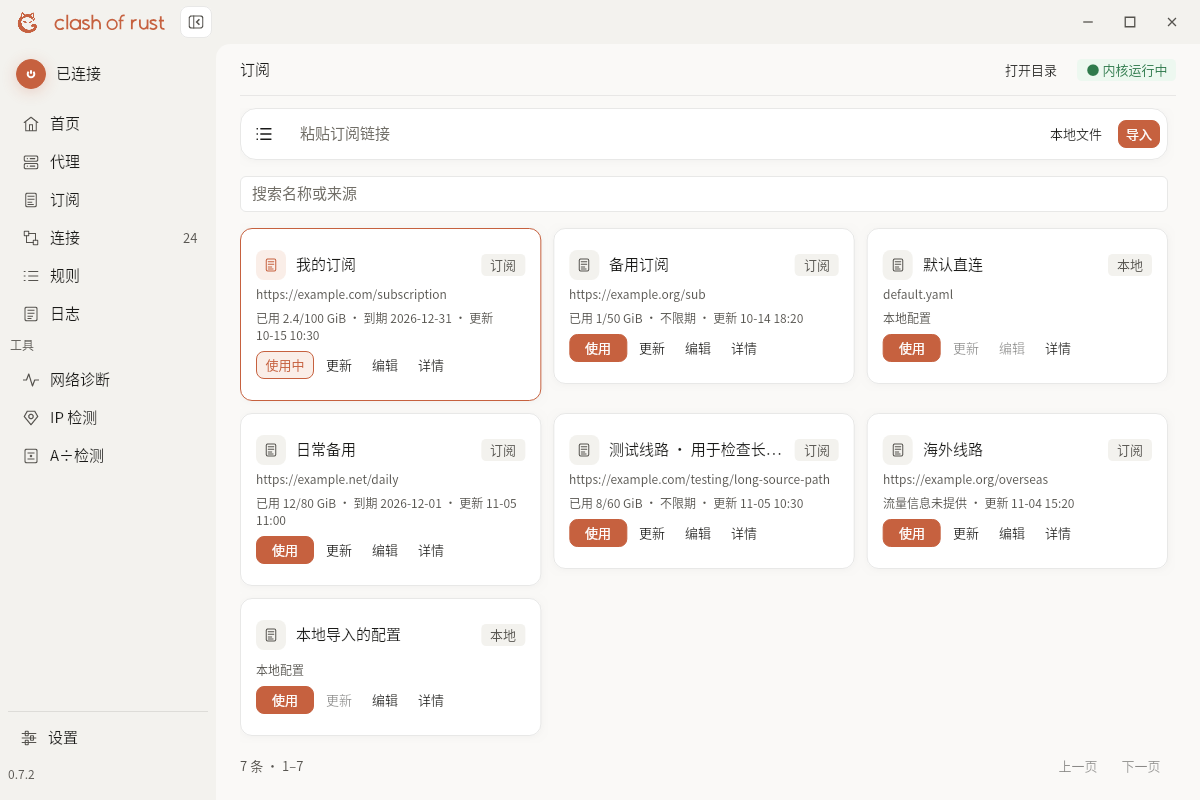 clash of rust
已连接
首页
代理
订阅
连接 24
规则
日志
工具
网络诊断
IP 检测
A÷检测
设置
0.7.2
订阅
打开目录
内核运行中
粘贴订阅链接
本地文件
导入
搜索名称或来源
我的订阅 订阅
https://example.com/subscription
已用 2.4/100 GiB · 到期 2026-12-31 · 更新
10-15 10:30
使用中 更新 编辑 详情
备用订阅 订阅
https://example.org/sub
已用 1/50 GiB · 不限期 · 更新 10-14 18:20
使用 更新 编辑 详情
默认直连 本地
default.yaml
本地配置
使用 更新 编辑 详情
日常备用 订阅
https://example.net/daily
已用 12/80 GiB · 到期 2026-12-01 · 更新 11-05
11:00
使用 更新 编辑 详情
测试线路 · 用于检查长… 订阅
https://example.com/testing/long-source-path
已用 8/60 GiB · 不限期 · 更新 11-05 10:30
使用 更新 编辑 详情
海外线路 订阅
https://example.org/overseas
流量信息未提供 · 更新 11-04 15:20
使用 更新 编辑 详情
本地导入的配置 本地
本地配置
使用 更新 编辑 详情
7 条 · 1–7
上一页 下一页